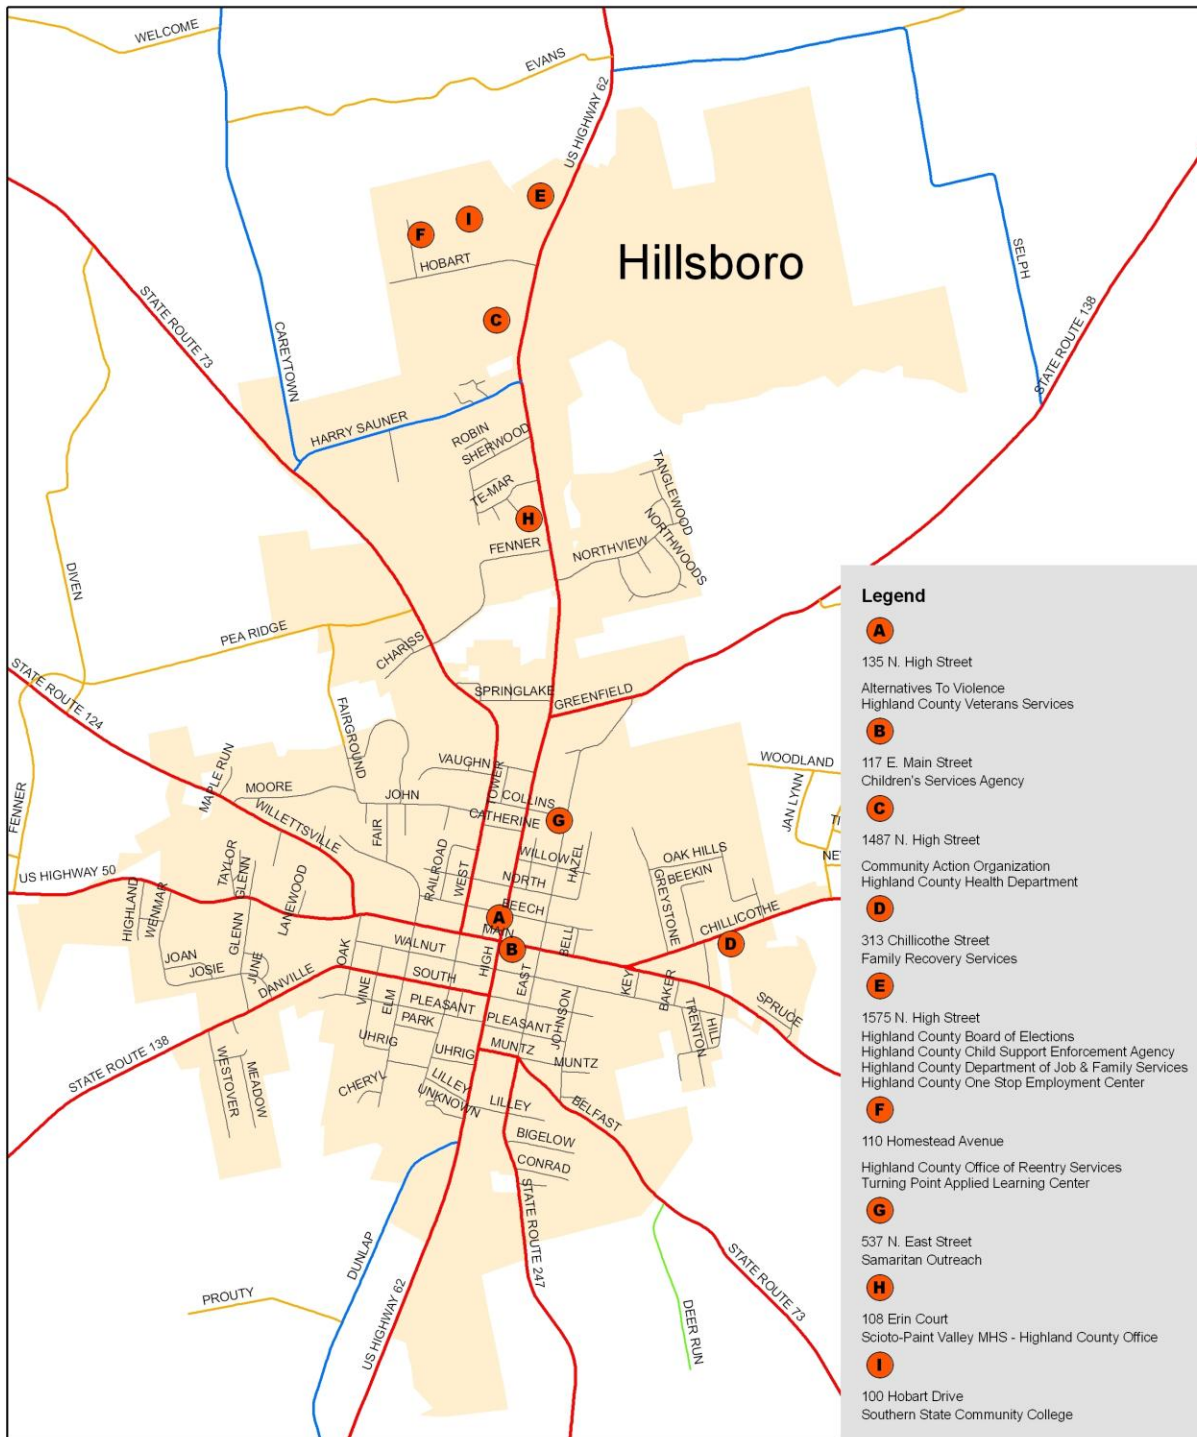 WELCOME
EVANS
US HIGHWAY 62
Hillsboro
SELPH
STATE ROUTE 138
STATE ROUTE 73
CAREYTOWN
E
I
F
HOBART
C
HARRY SAUNER
ROBIN
SHERWOOD
TE-MAR
H
FENNER
NORTHVIEW
TANGLEWOOD
NORTHWOODS
DIVEN
PEA RIDGE
CHARISS
SPRINGLAKE
GREENFIELD
STATE ROUTE 124
FAIRGROUND
VAUGHN
TOWER
COLLINS
CATHERINE
G
MAPLE RUN
MOORE
JOHN
FAIR
WILLETTSVILLE
RAILROAD
WEST
WILLOW
NORTH
HAZEL
BEECH
WOODLAND
JAN LYNN
OAK HILLS
BEEKIN
GREYSTONE
CHILLICOTHE
D
FENNER
US HIGHWAY 50
TAYLOR
GLENN
LANEWOOD
HIGHLAND
WENMAR
GLENN
JOAN
JOSIE
JUNE
DANVILLE
OAK
WALNUT
A
MAIN
B
HIGH
EAST
BELL
SOUTH
VINE
ELM
PLEASANT
PARK
PLEASANT
JOHNSON
KEY
BAKER
TRENTON
HILL
SPRUCE
UHRIG
UHRIG
MUNTZ
MUNTZ
STATE ROUTE 138
WESTOVER
MEADOW
CHERYL
LILLEY
UNKNOWN
LILLEY
BELFAST
BIGELOW
CONRAD
STATE ROUTE 247
DUNLAP
PROUTY
US HIGHWAY 62
DEER RUN
STATE ROUTE 73
Legend
A
135 N. High Street
Alternatives To Violence
Highland County Veterans Services
B
117 E. Main Street
Children's Services Agency
C
1487 N. High Street
Community Action Organization
Highland County Health Department
D
313 Chillicothe Street
Family Recovery Services
E
1575 N. High Street
Highland County Board of Elections
Highland County Child Support Enforcement Agency
Highland County Department of Job & Family Services
Highland County One Stop Employment Center
F
110 Homestead Avenue
Highland County Office of Reentry Services
Turning Point Applied Learning Center
G
537 N. East Street
Samaritan Outreach
H
108 Erin Court
Scioto-Paint Valley MHS - Highland County Office
I
100 Hobart Drive
Southern State Community College